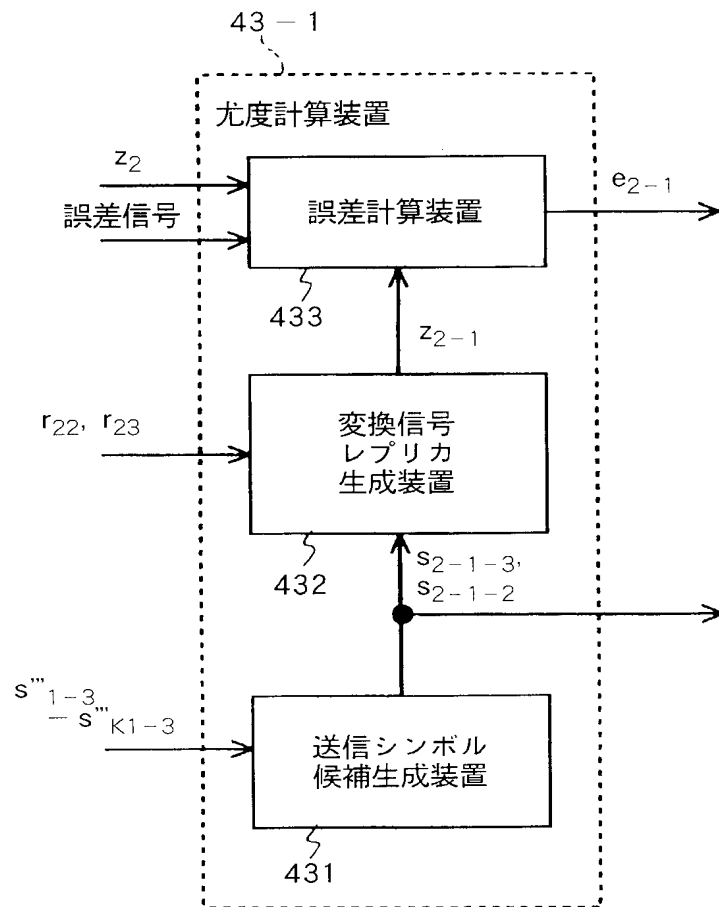 43-1
尤度計算装置
z2
誤差信号
誤差計算装置
e2-1
433
z2-1
r22, r23
変換信号
レプリカ
生成装置
432
s2-1-3,
s2-1-2
s'''1-3
- s'''K1-3
送信シンボル
候補生成装置
431